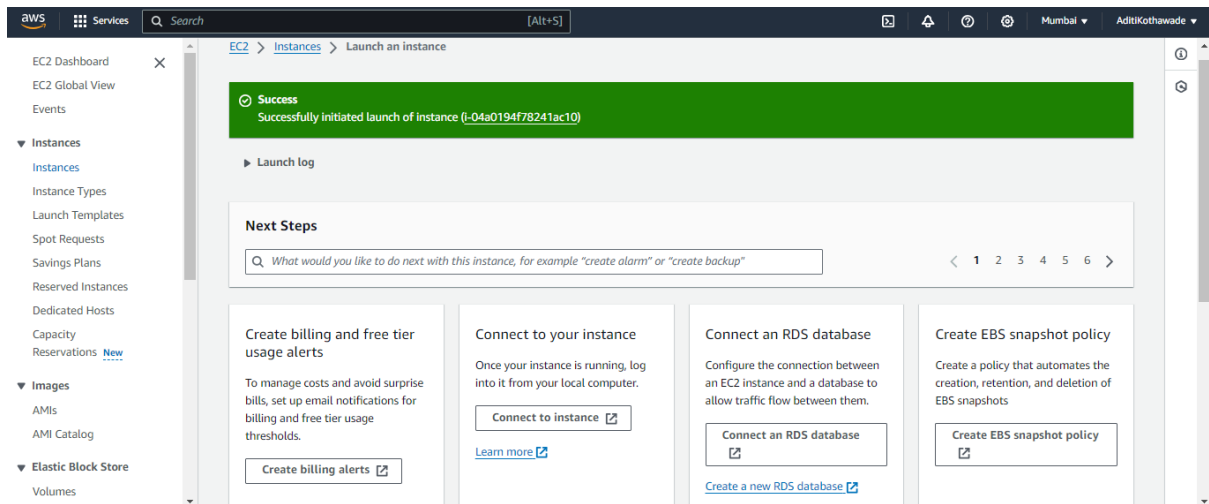 aws Services Search [Alt+S] Mumbai AditiKothawade
EC2 Dashboard
EC2 Global View
Events
Instances
Instances
Instance Types
Launch Templates
Spot Requests
Savings Plans
Reserved Instances
Dedicated Hosts
Capacity
Reservations New
Images
AMIs
AMI Catalog
Elastic Block Store
Volumes
EC2 > Instances > Launch an instance
Success
Successfully initiated launch of instance (i-04a0194f78241ac10)
Launch log
Next Steps
What would you like to do next with this instance, for example “create alarm” or “create backup”
1 2 3 4 5 6
Create billing and free tier
usage alerts
To manage costs and avoid surprise
bills, set up email notifications for
billing and free tier usage
thresholds.
Create billing alerts
Connect to your instance
Once your instance is running, log
into it from your local computer.
Connect to instance
Learn more
Connect an RDS database
Configure the connection between
an EC2 instance and a database to
allow traffic flow between them.
Connect an RDS database
Create a new RDS database
Create EBS snapshot policy
Create a policy that automates the
creation, retention, and deletion of
EBS snapshots
Create EBS snapshot policy